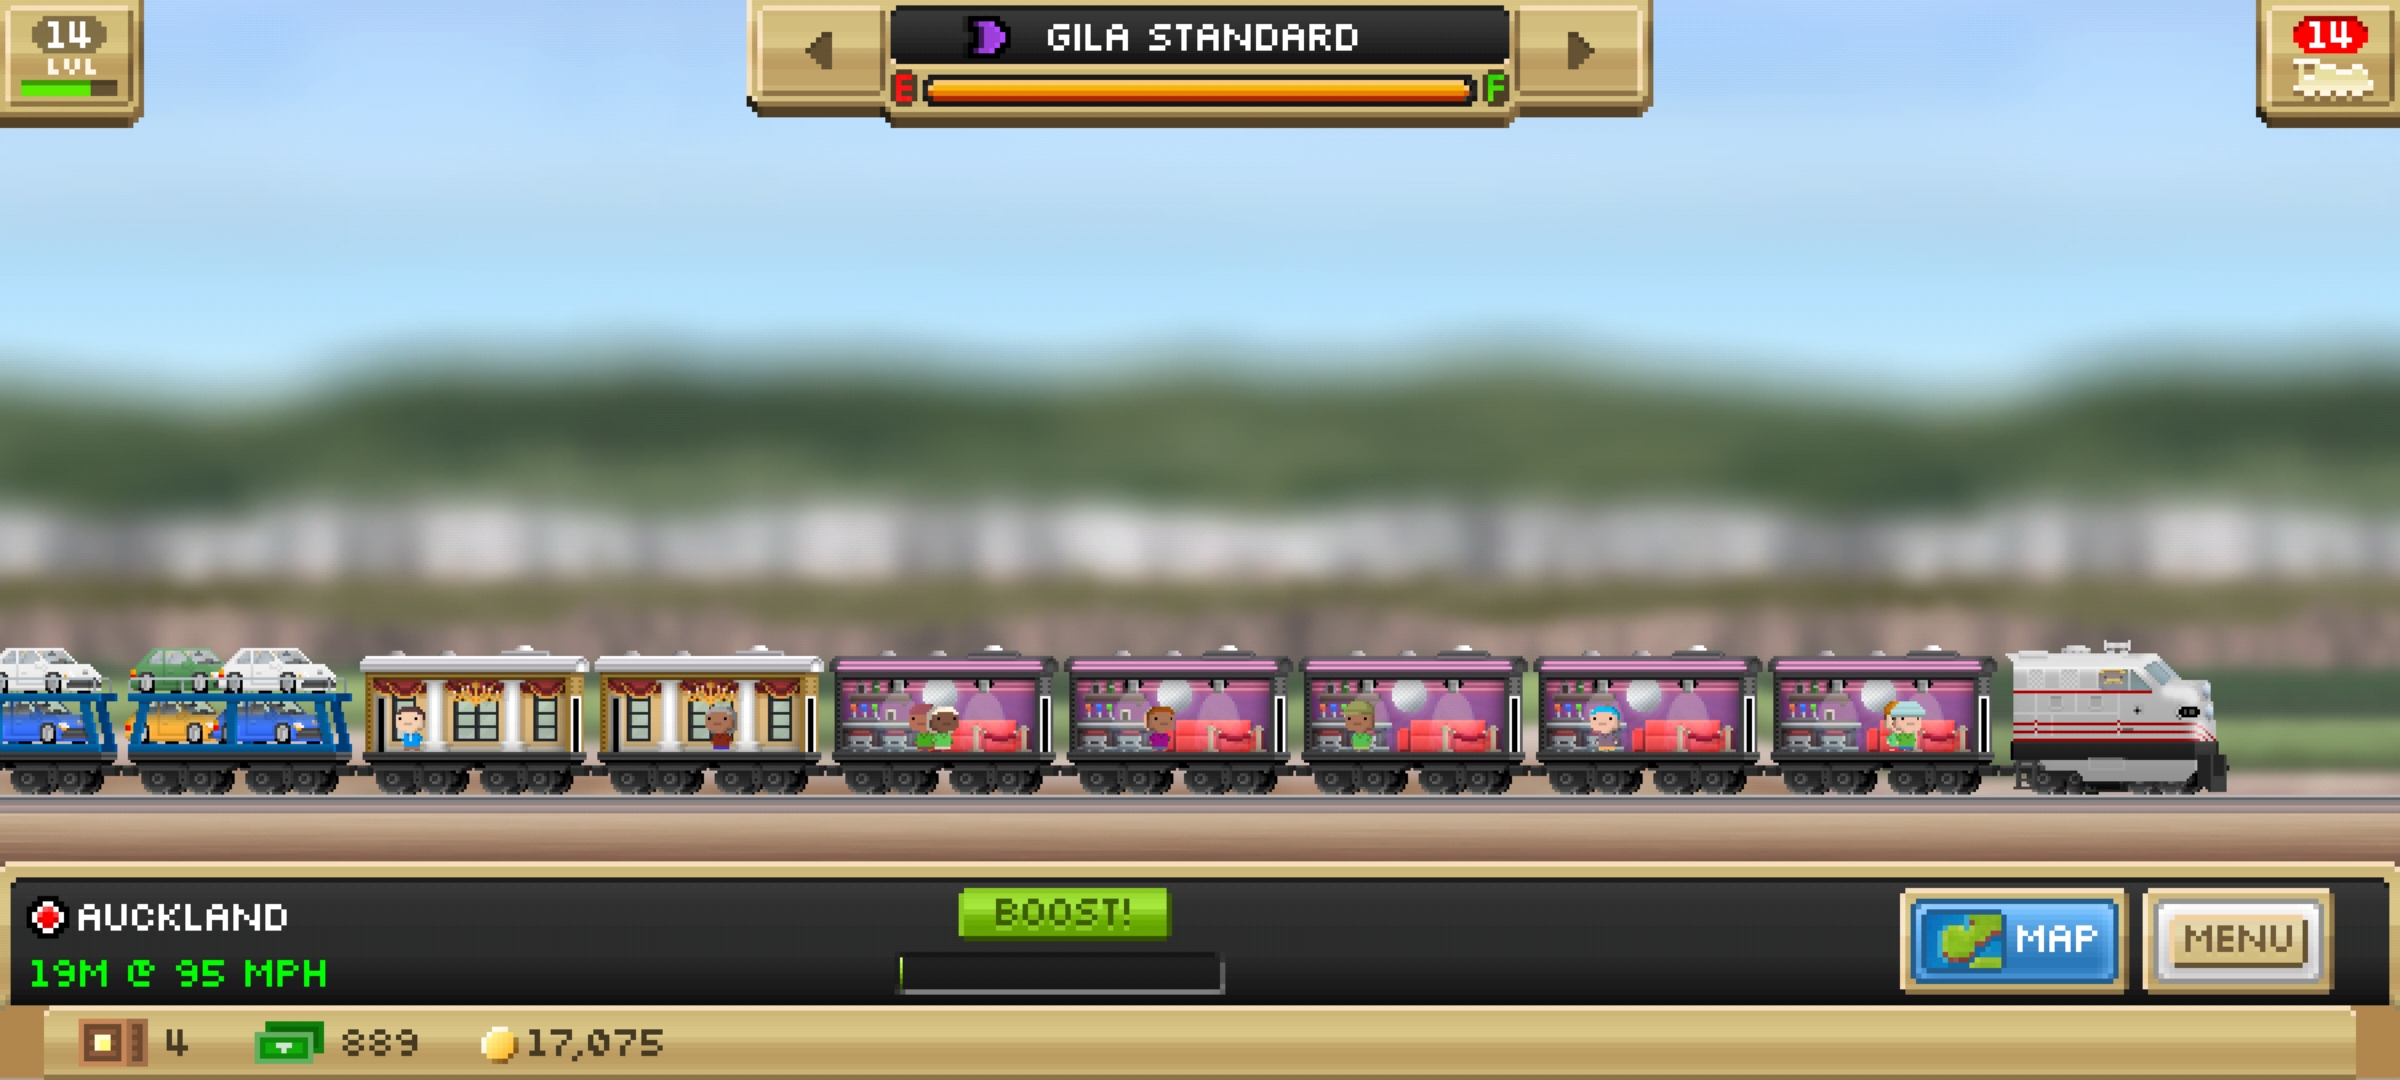 14
LVL
GILA STANDARD
E
F
14
AUCKLAND
19M @ 95 MPH
BOOST!
MAP
MENU
4
889
17,075